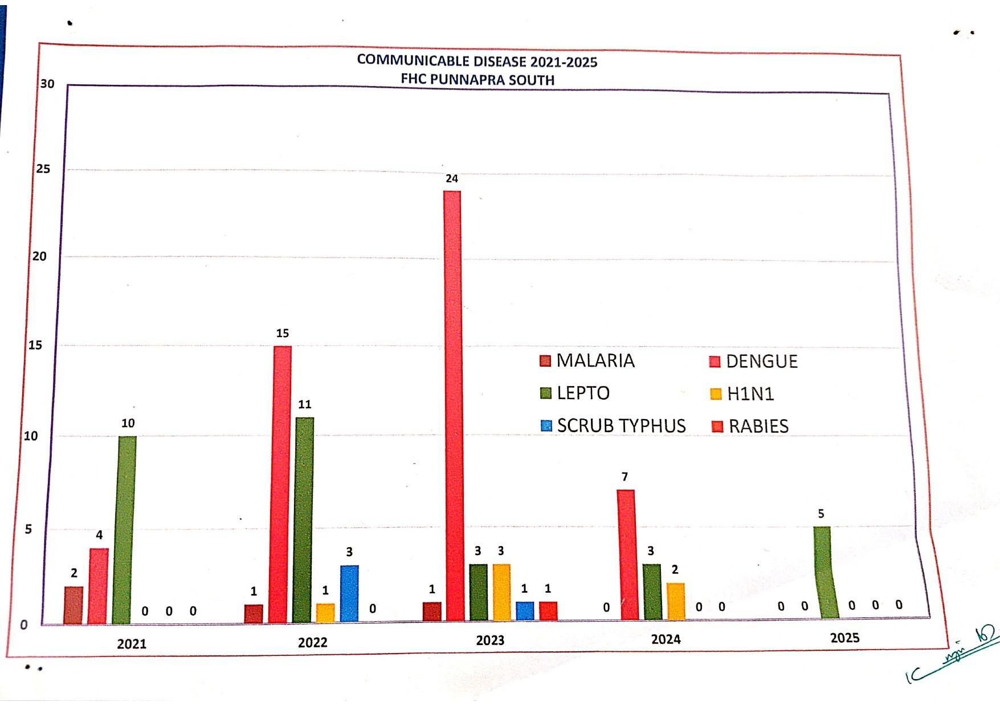 COMMUNICABLE DISEASE 2021-2025
FHC PUNNAPRA SOUTH
30
25
20
15
10
5
0
2 4 10 0 0 0
1 15 11 1 3 0
1 24 3 3 1 1
0 7 3 2 0 0
0 0 5 0 0 0
MALARIA DENGUE
LEPTO H1N1
SCRUB TYPHUS RABIES
2021 2022 2023 2024 2025